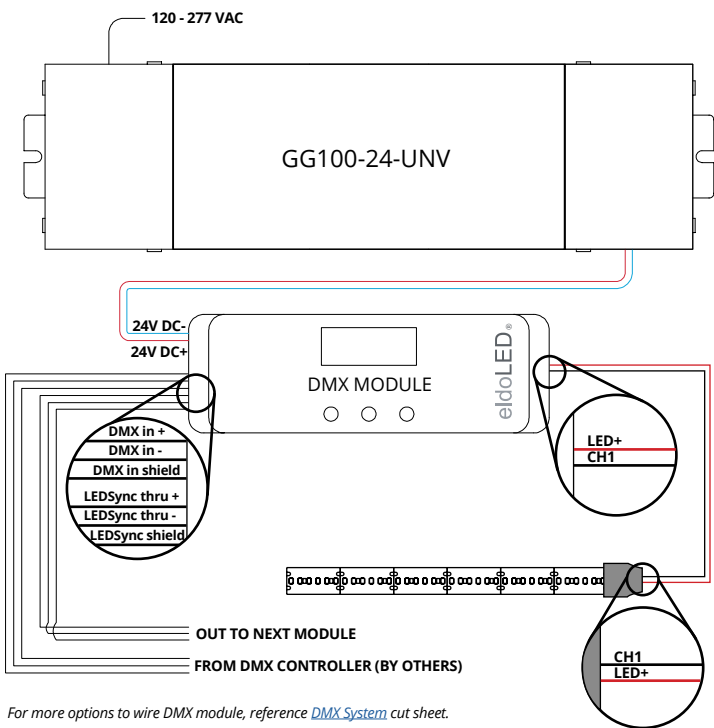 120 - 277 VAC
GG100-24-UNV
24V DC-
24V DC+
DMX MODULE
eldoLED®
DMX in +
DMX in -
DMX in shield
LEDSync thru +
LEDSync thru -
LEDSync shield
LED+
CH1
OUT TO NEXT MODULE
FROM DMX CONTROLLER (BY OTHERS)
CH1
LED+
For more options to wire DMX module, reference DMX System cut sheet.